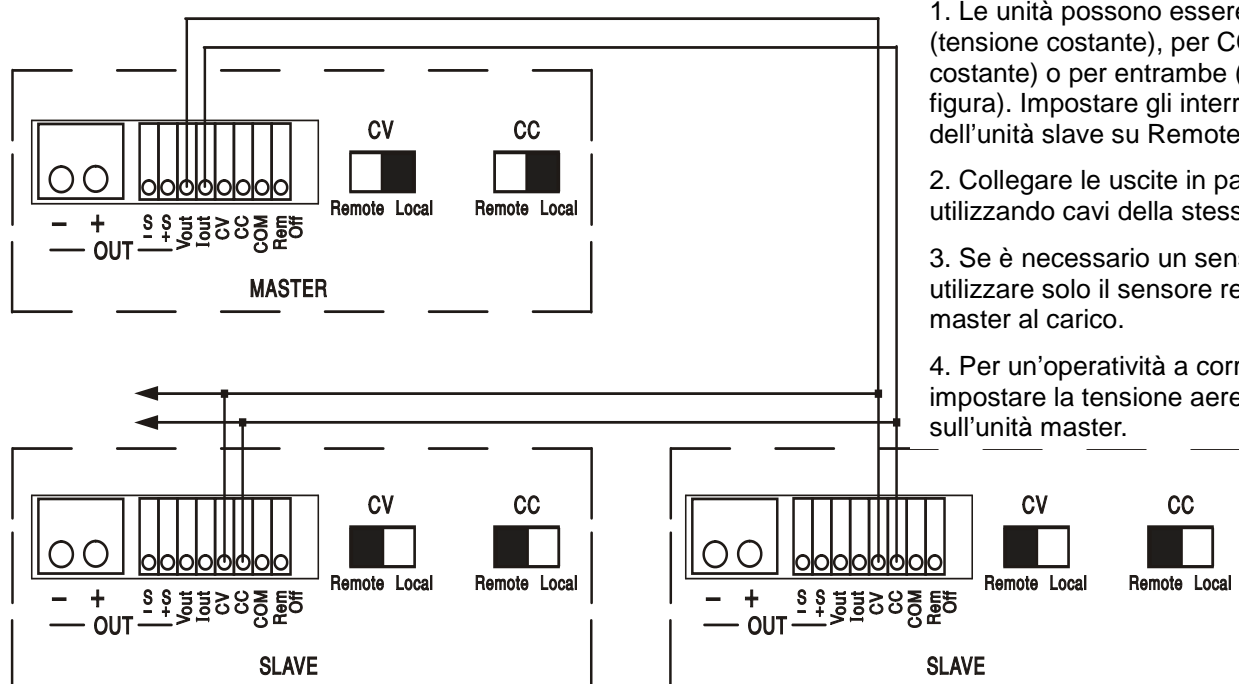 1. Le unità possono essere
(tensione costante), per C
costante) o per entrambe (
figura). Impostare gli interr
dell'unità slave su Remote
2. Collegare le uscite in pa
utilizzando cavi della stess
3. Se è necessario un sens
utilizzare solo il sensore re
master al carico.
4. Per un'operatività a corr
impostare la tensione aere
sull'unità master.
CV CC
Remote Local Remote Local
– +
OUT
–S +S Vout Iout CV CC COM Rem Off
MASTER
CV CC
Remote Local Remote Local
– +
OUT
–S +S Vout Iout CV CC COM Rem Off
SLAVE
CV CC
Remote Local Remote Local
– +
OUT
–S +S Vout Iout CV CC COM Rem Off
SLAVE